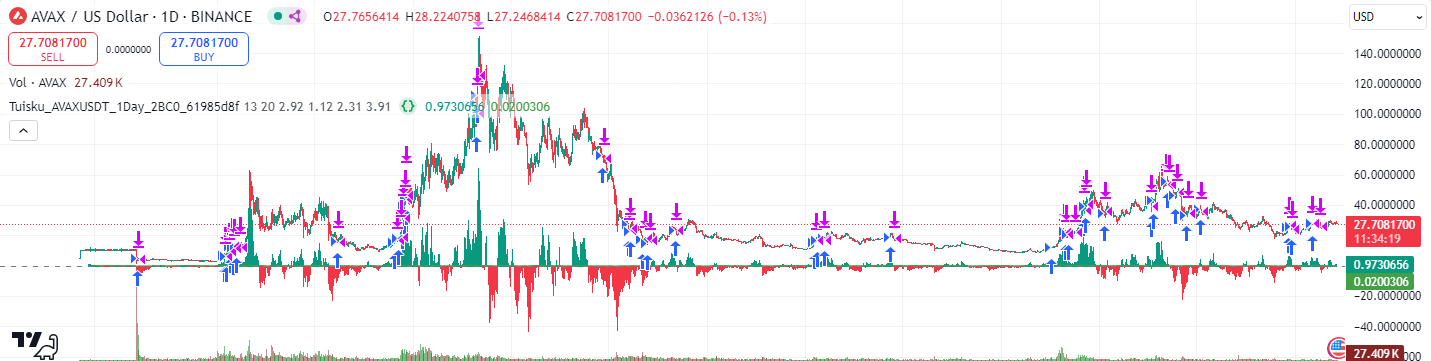 AVAX / US Dollar · 1D · BINANCE O27.7656414 H28.2240758 L27.2468414 C27.7081700 −0.0362126 (−0.13%) USD
27.7081700 0.0000000 27.7081700
SELL BUY
Vol · AVAX 27.409 K
Tuisku_AVAXUSDT_1Day_2BC0_61985d8f 13 20 2.92 1.12 2.31 3.91 {} 0.9730656 0.0200306
140.0000000
120.0000000
100.0000000
80.0000000
60.0000000
40.0000000
27.7081700
11:34:19
0.9730656
0.0200306
−20.0000000
−40.0000000
27.409 K